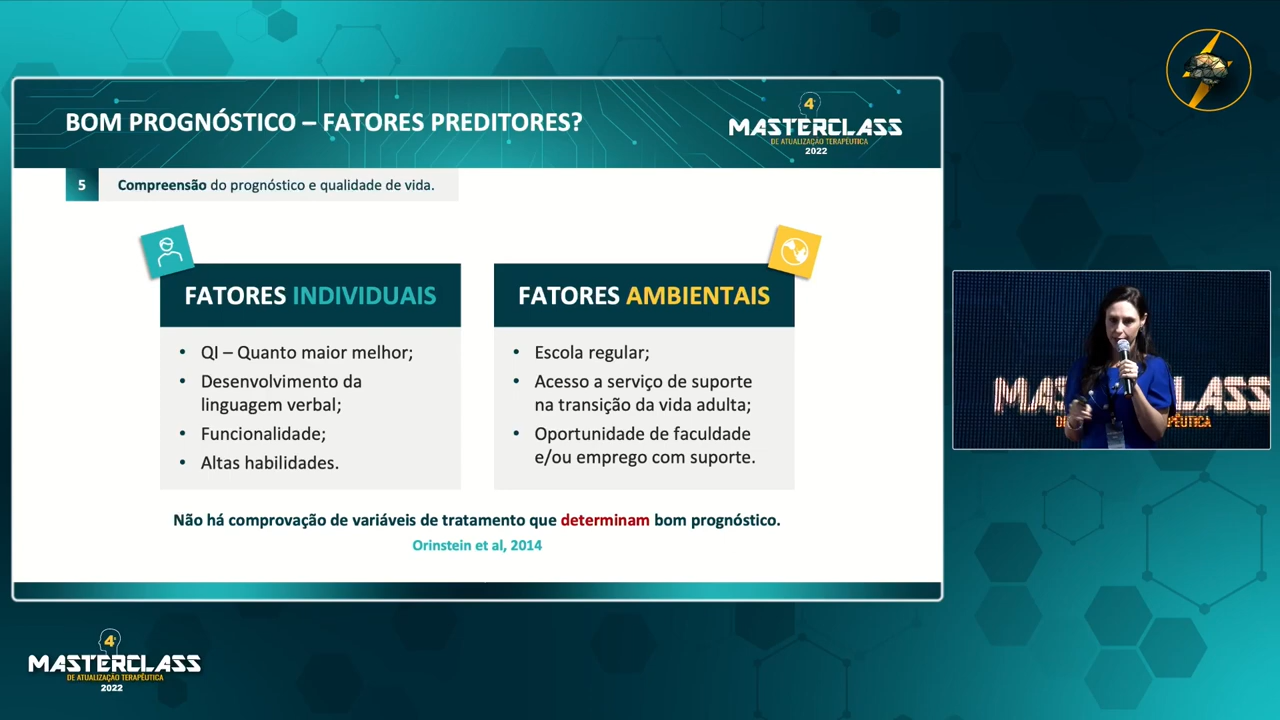 BOM PROGNÓSTICO – FATORES PREDITORES?
4ª
MASTERCLASS
DE ATUALIZAÇÃO TERAPÊUTICA
2022
5 Compreensão do prognóstico e qualidade de vida.
FATORES INDIVIDUAIS
• QI – Quanto maior melhor;
• Desenvolvimento da
linguagem verbal;
• Funcionalidade;
• Altas habilidades.
FATORES AMBIENTAIS
• Escola regular;
• Acesso a serviço de suporte
na transição da vida adulta;
• Oportunidade de faculdade
e/ou emprego com suporte.
Não há comprovação de variáveis de tratamento que determinam bom prognóstico.
Orinstein et al, 2014
4ª
MASTERCLASS
DE ATUALIZAÇÃO TERAPÊUTICA
2022